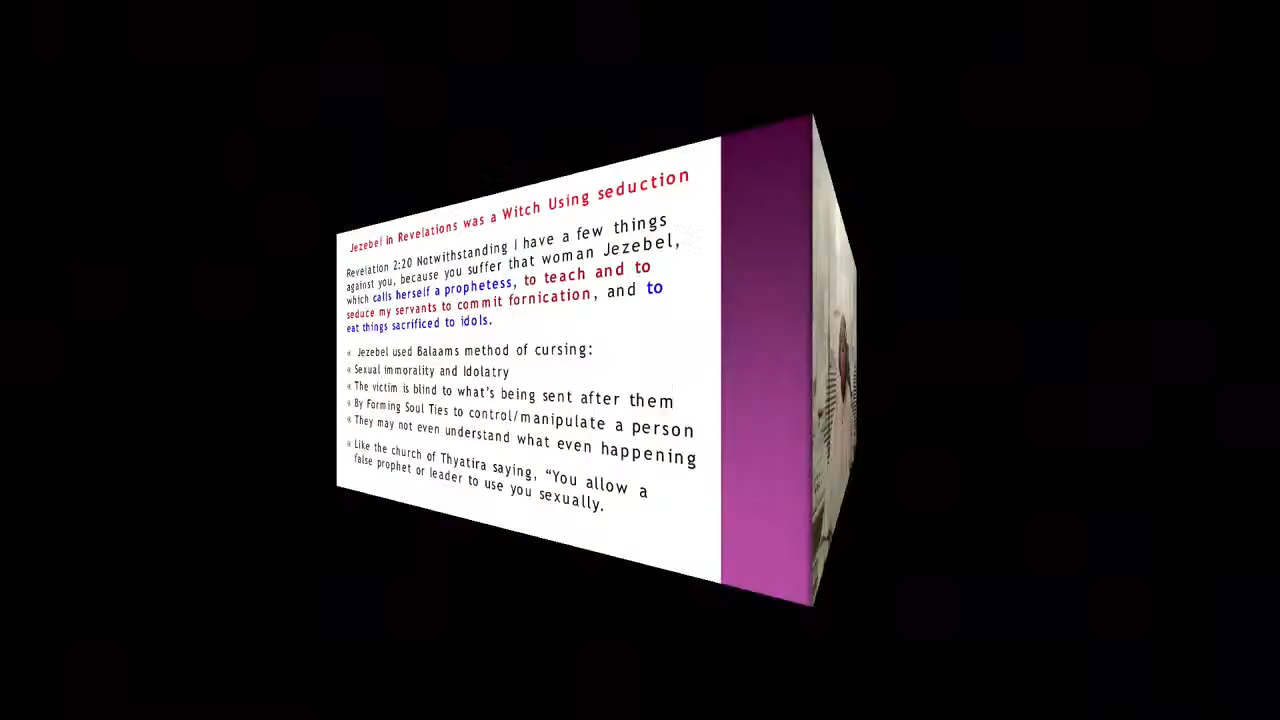 Jezebel in Revelations was a Witch Using seduction
Revelation 2:20 Notwithstanding I have a few things
against you, because you suffer that woman Jezebel,
which calls herself a prophetess, to teach and to
seduce my servants to commit fornication, and to
eat things sacrificed to idols.
Jezebel used Balaams method of cursing:
Sexual immorality and Idolatry
The victim is blind to what's being sent after them
By Forming Soul Ties to control/manipulate a person
They may not even understand what even happening
Like the church of Thyatira saying, “You allow a
false prophet or leader to use you sexually.